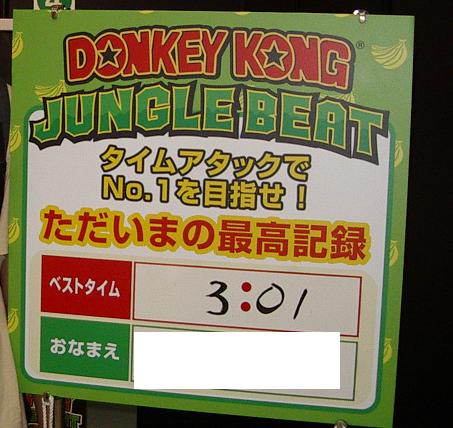 DONKEY KONG®
JUNGLE BEAT
タイムアタックで
No.1を目指せ！
ただいまの最高記録
ベストタイム
3:01
おなまえ